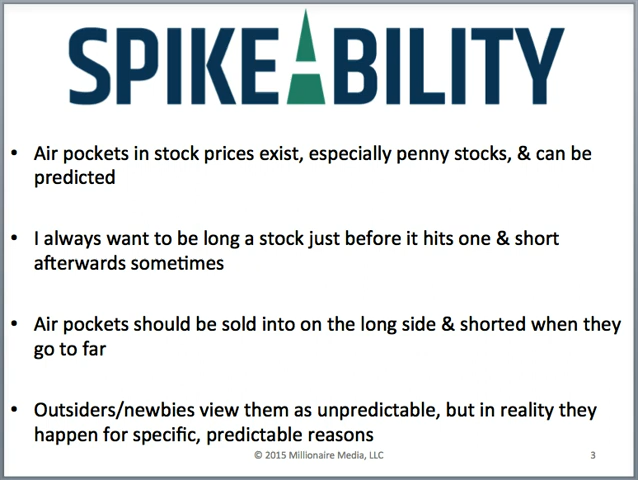 SPIKEABILITY
• Air pockets in stock prices exist, especially penny stocks, & can be
predicted
• I always want to be long a stock just before it hits one & short
afterwards sometimes
• Air pockets should be sold into on the long side & shorted when they
go to far
• Outsiders/newbies view them as unpredictable, but in reality they
happen for specific, predictable reasons
© 2015 Millionaire Media, LLC
3